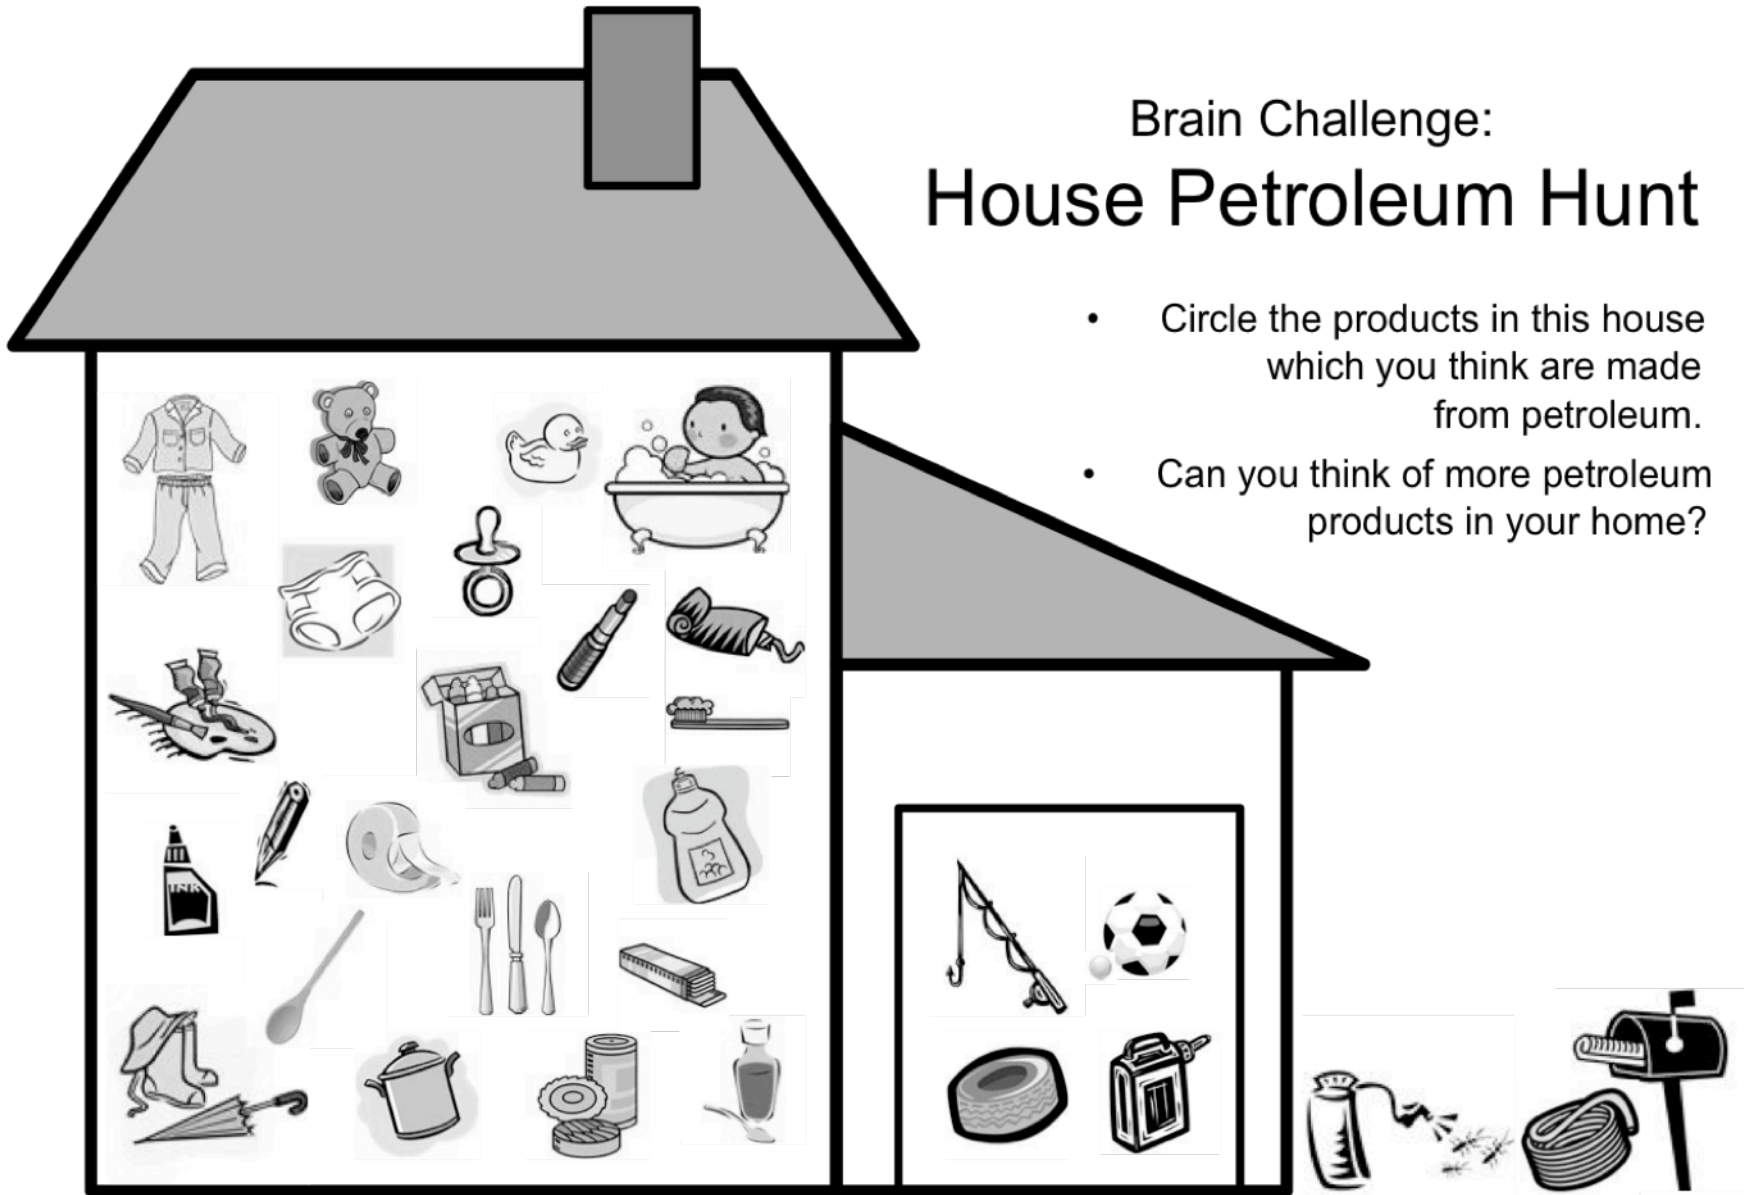 Brain Challenge:
House Petroleum Hunt
• Circle the products in this house
which you think are made
from petroleum.
• Can you think of more petroleum
products in your home?
INK